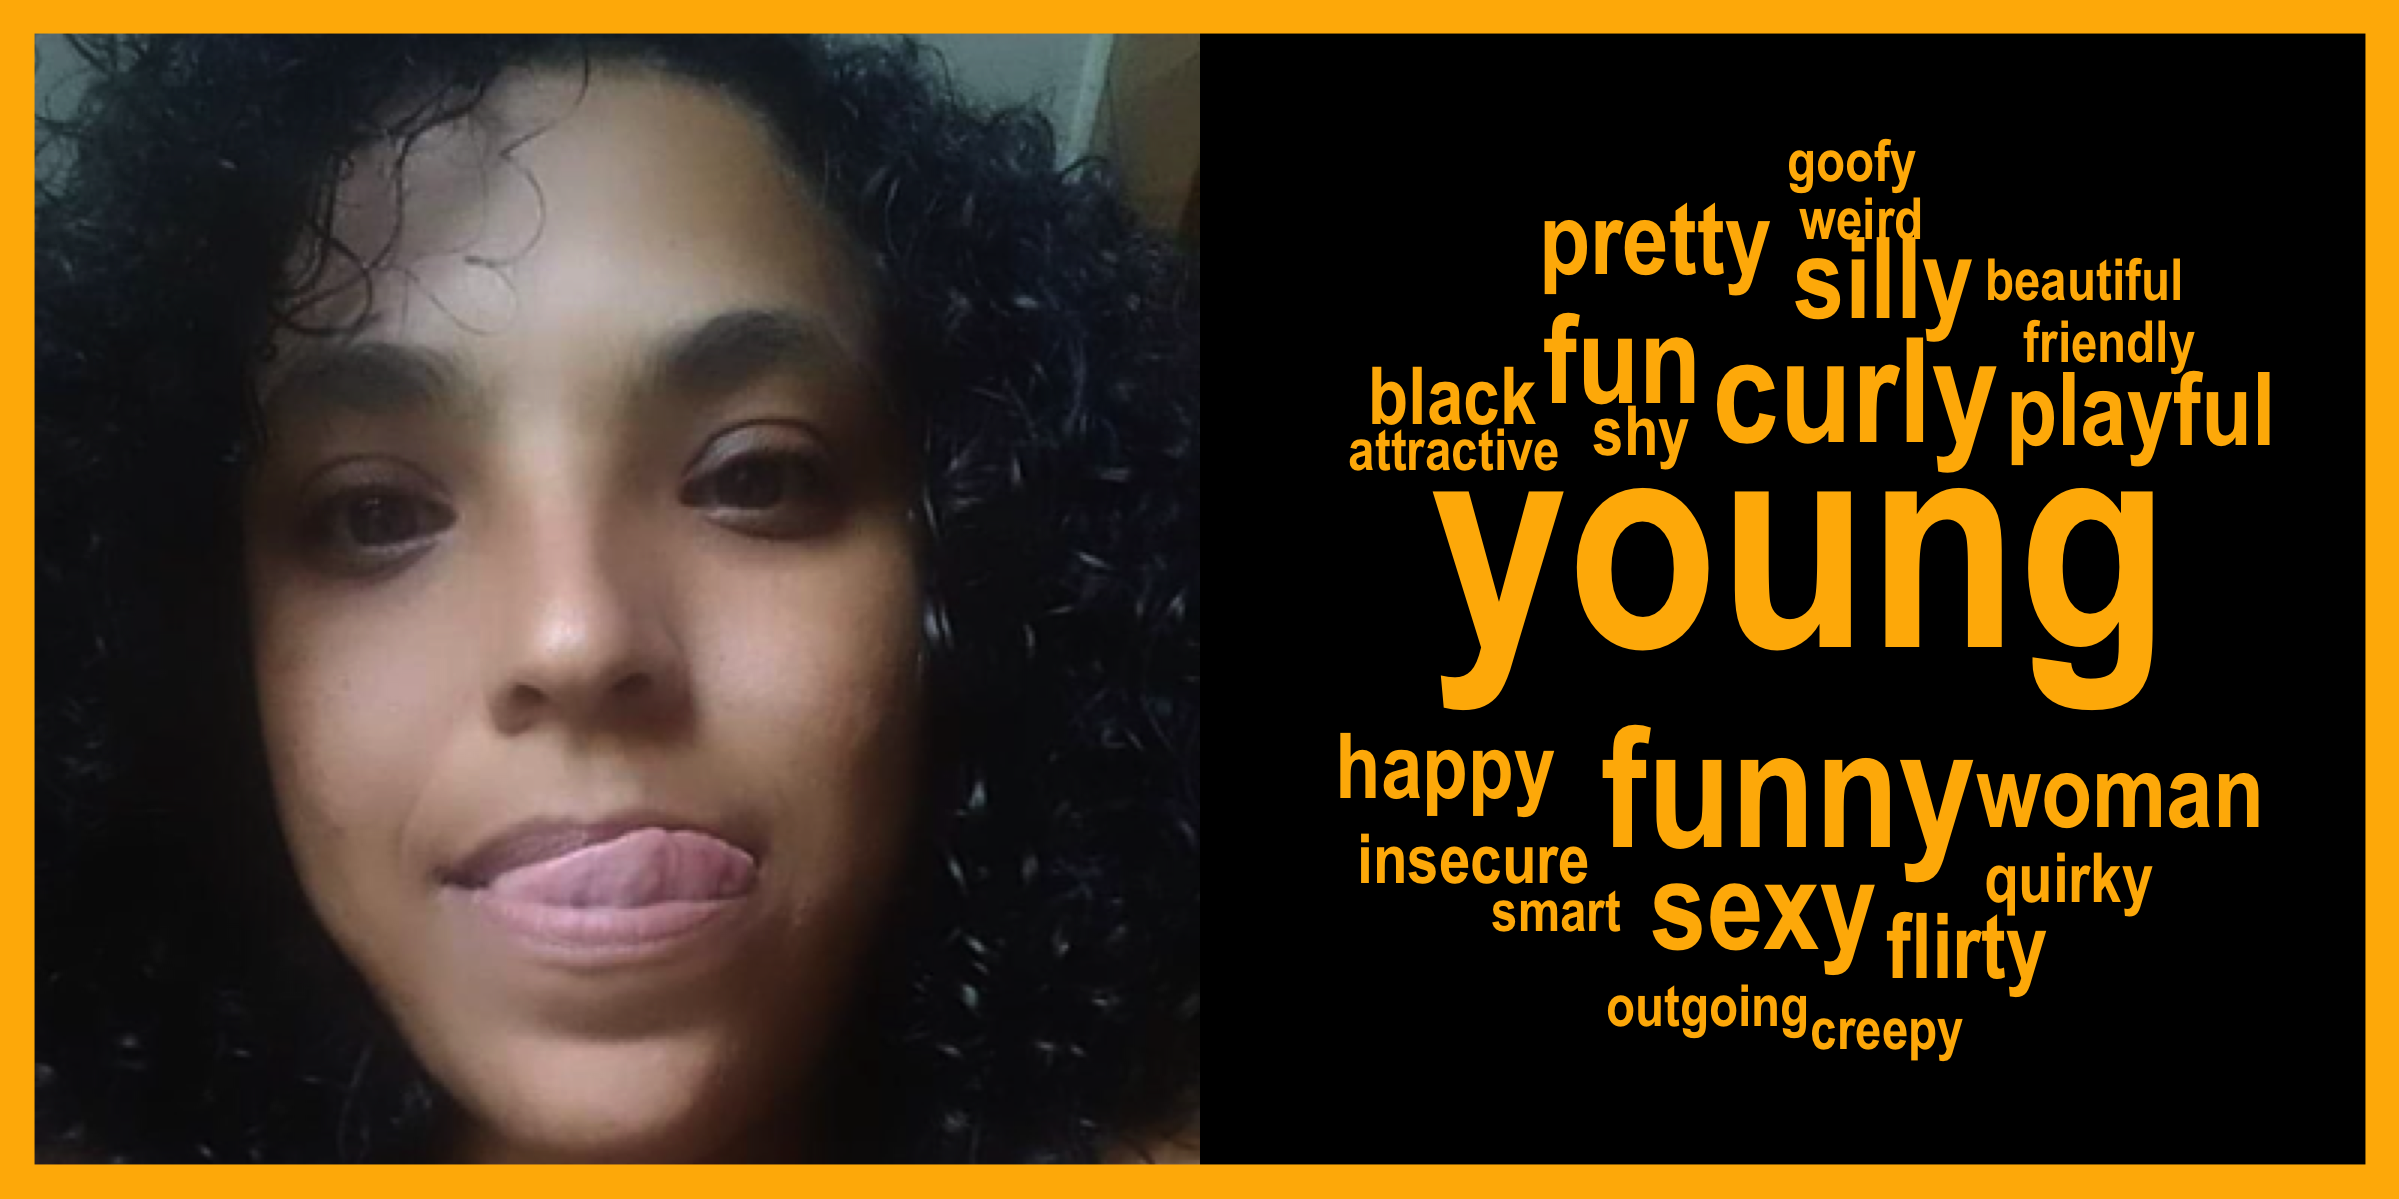 goofy
weird
pretty
silly
beautiful
fun
friendly
black
curly
playful
shy
attractive
young
happy
funny
woman
insecure
quirky
smart
sexy
flirty
outgoing
creepy